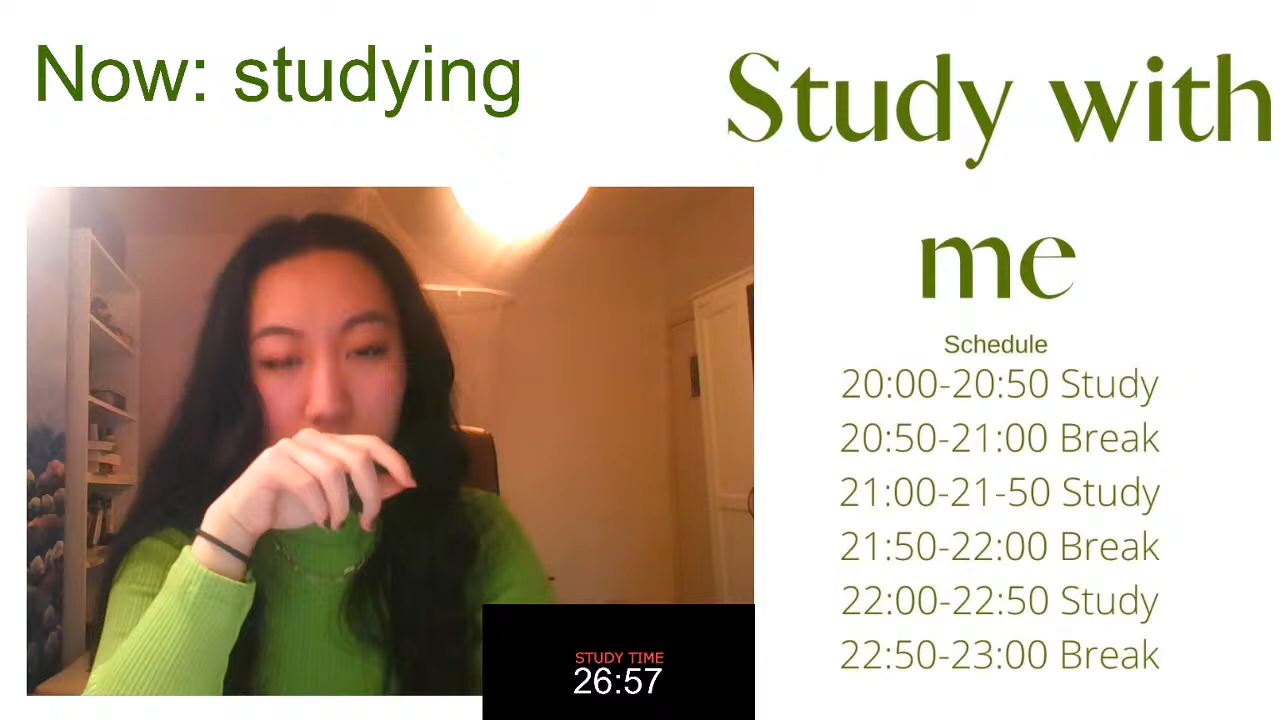 Now: studying
Study with
me
Schedule
20:00-20:50 Study
20:50-21:00 Break
21:00-21-50 Study
21:50-22:00 Break
22:00-22:50 Study
22:50-23:00 Break
STUDY TIME
26:57